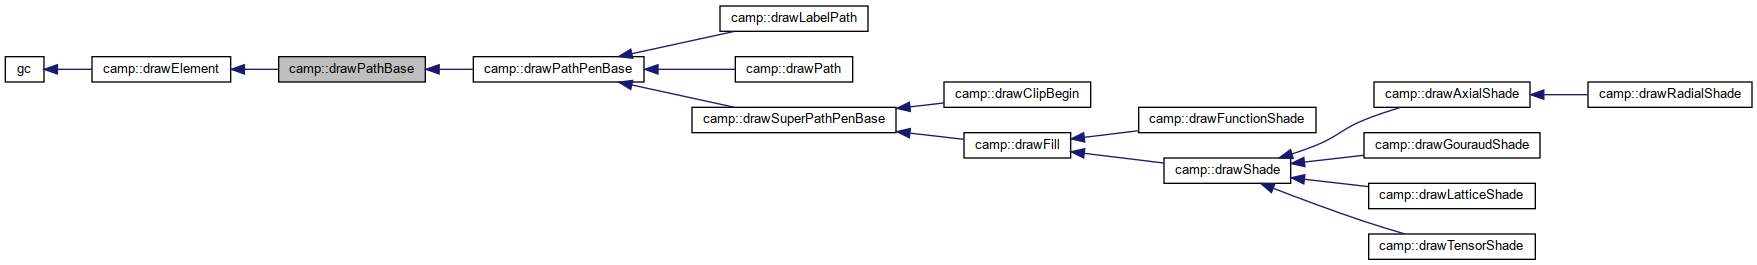 gc
camp::drawElement
camp::drawPathBase
camp::drawPathPenBase
camp::drawLabelPath
camp::drawPath
camp::drawSuperPathPenBase
camp::drawClipBegin
camp::drawFill
camp::drawFunctionShade
camp::drawShade
camp::drawAxialShade
camp::drawRadialShade
camp::drawGouraudShade
camp::drawLatticeShade
camp::drawTensorShade